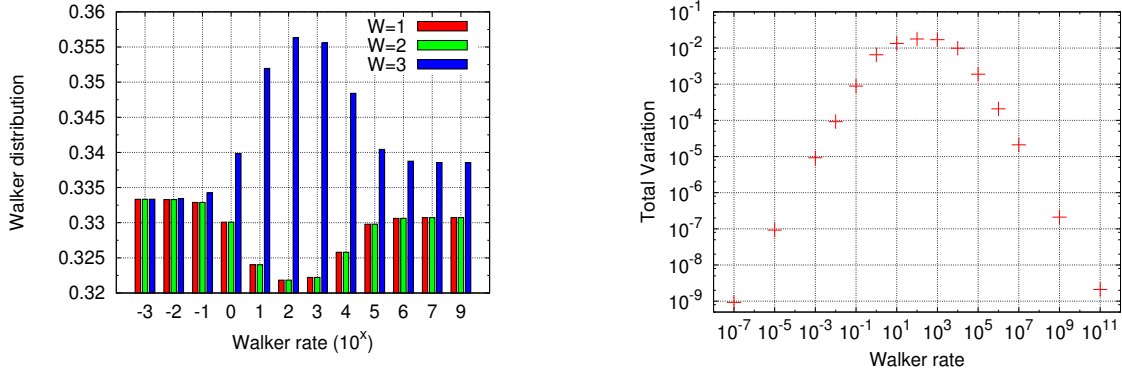 0.36
0.355
0.35
0.345
0.34
0.335
0.33
0.325
0.32
Walker distribution
W=1
W=2
W=3
-3 -2 -1 0 1 2 3 4 5 6 7 9
Walker rate (10^x)
10^-1
10^-2
10^-3
10^-4
10^-5
10^-6
10^-7
10^-8
10^-9
Total Variation
10^-7 10^-5 10^-3 10^-1 10^1 10^3 10^5 10^7 10^9 10^11
Walker rate